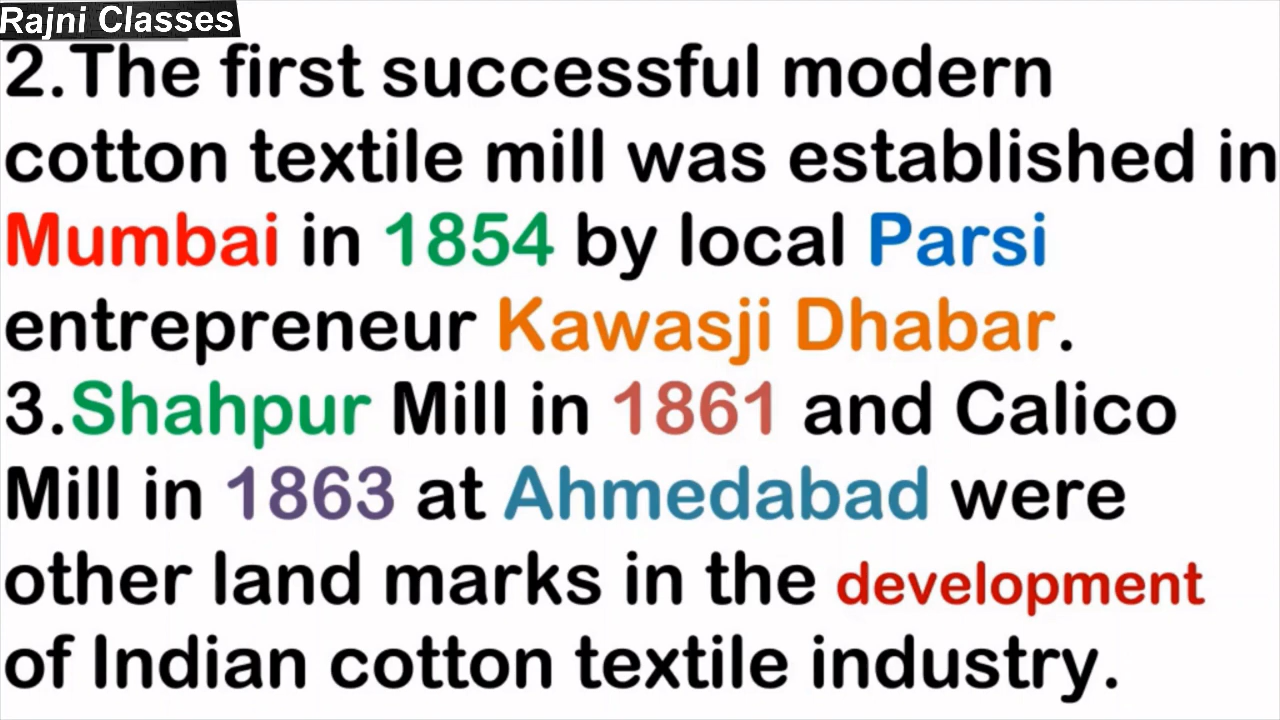 Rajni Classes
2.The first successful modern
cotton textile mill was established in
Mumbai in 1854 by local Parsi
entrepreneur Kawasji Dhabar.
3.Shahpur Mill in 1861 and Calico
Mill in 1863 at Ahmedabad were
other land marks in the development
of Indian cotton textile industry.